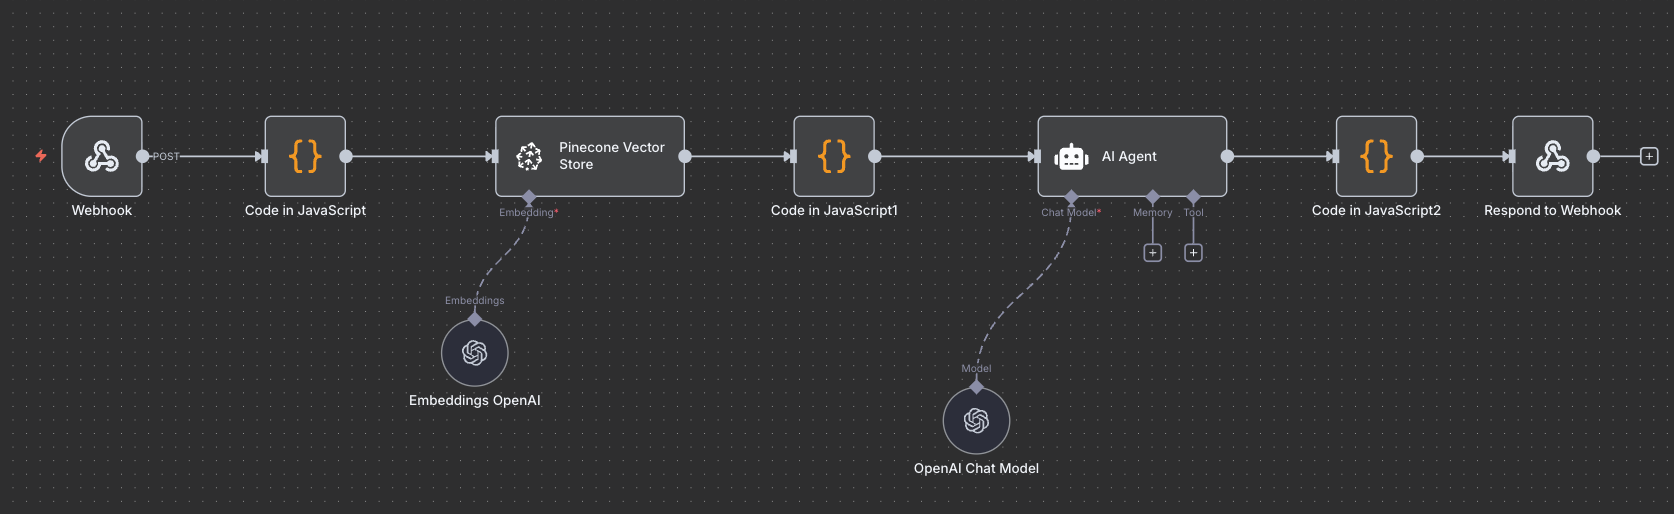 POST
Webhook
{}
Code in JavaScript
Pinecone Vector
Store
Embedding*
Embeddings
Embeddings OpenAI
{}
Code in JavaScript1
AI Agent
Chat Model*
Memory
Tool
+
+
Model
OpenAI Chat Model
{}
Code in JavaScript2
Respond to Webhook
+